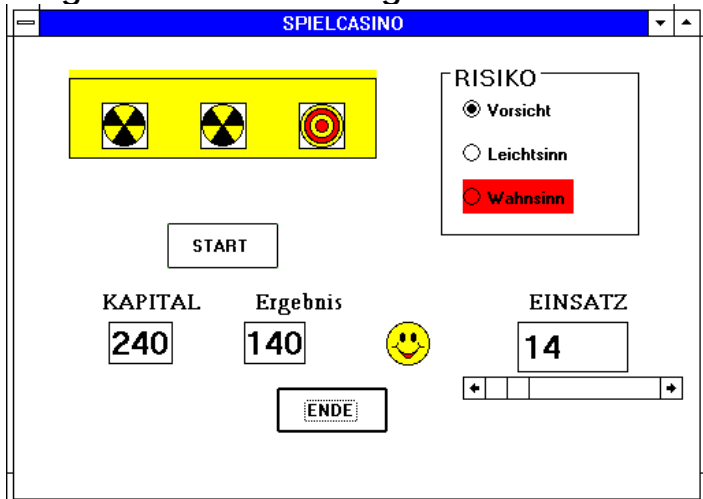 SPIELCASINO
RISIKO
Vorsicht
Leichtsinn
Wahnsinn
START
KAPITAL Ergebnis EINSATZ
240 140 14
ENDE